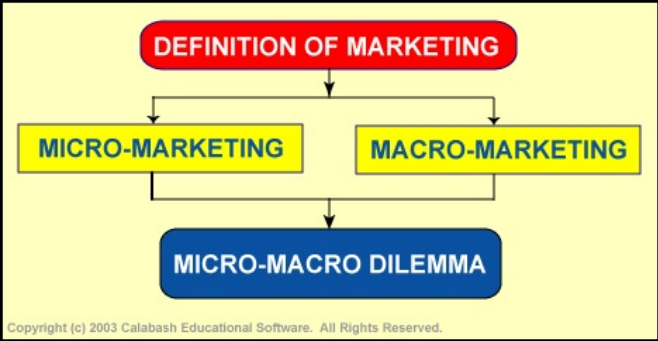 DEFINITION OF MARKETING
MICRO-MARKETING
MACRO-MARKETING
MICRO-MACRO DILEMMA
Copyright (c) 2003 Calabash Educational Software.  All Rights Reserved.